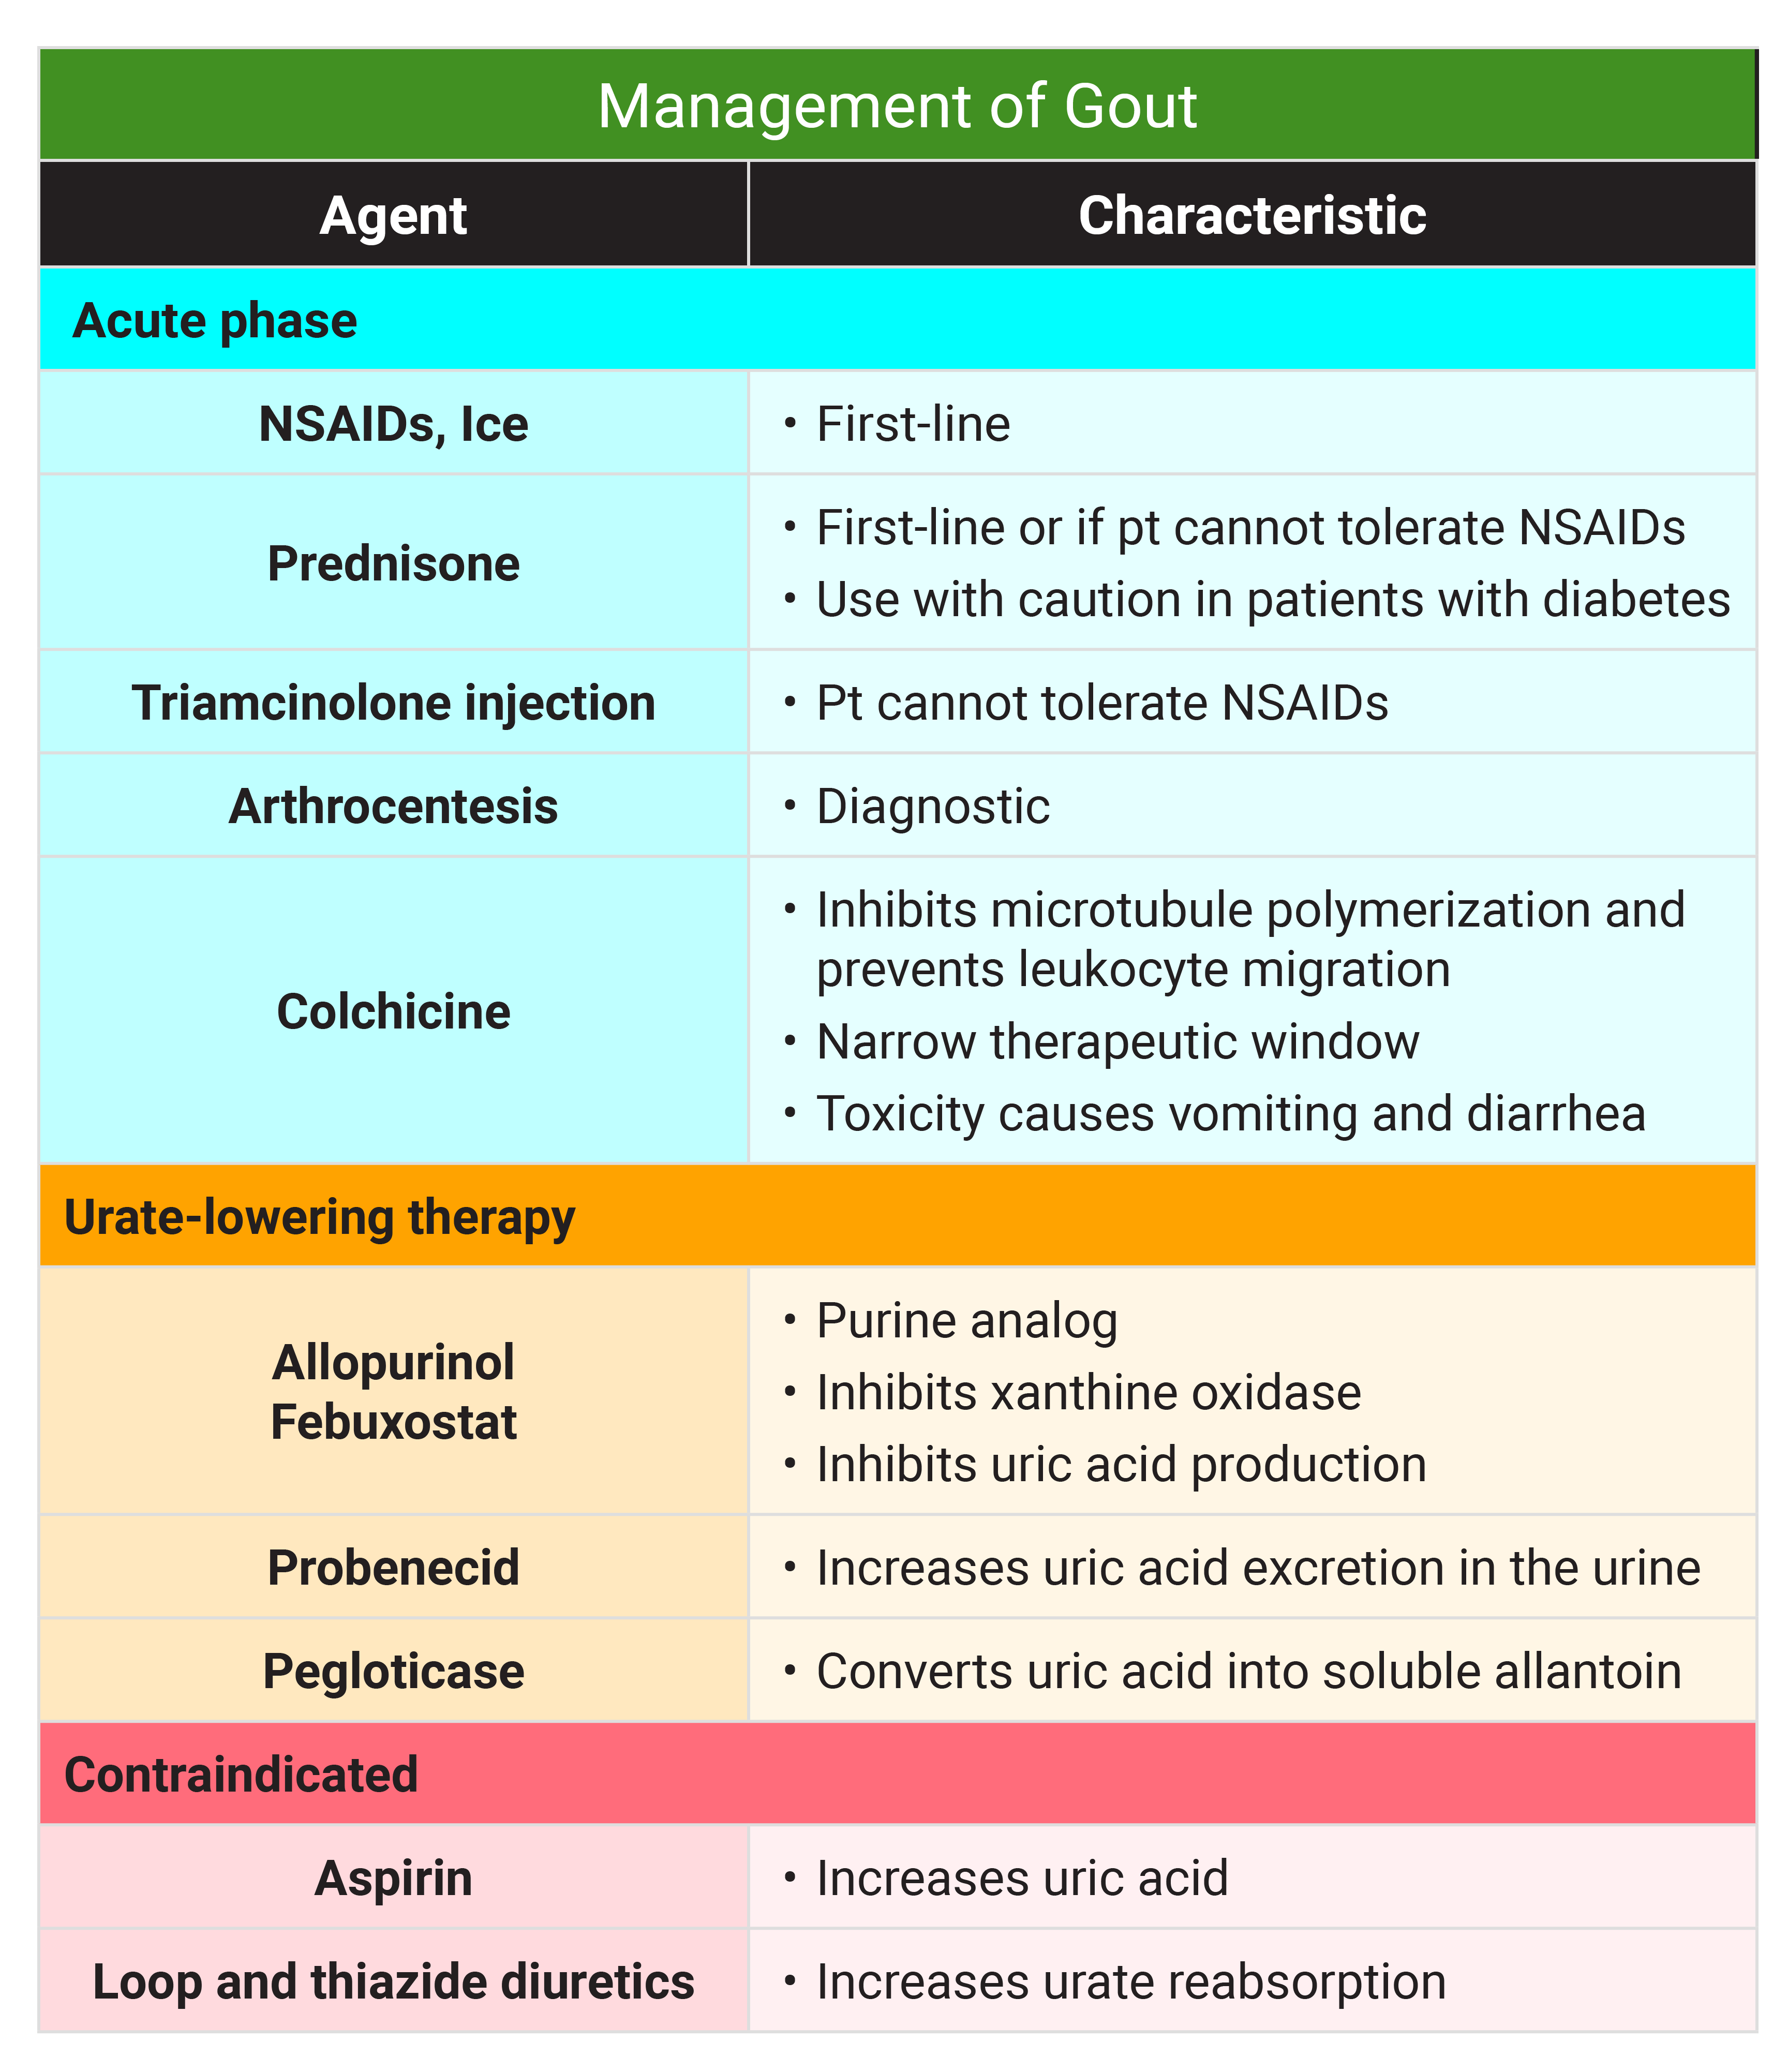 Management of Gout
Agent
Characteristic
Acute phase
NSAIDs, Ice
• First-line
Prednisone
• First-line or if pt cannot tolerate NSAIDs
• Use with caution in patients with diabetes
Triamcinolone injection
• Pt cannot tolerate NSAIDs
Arthrocentesis
• Diagnostic
Colchicine
• Inhibits microtubule polymerization and
prevents leukocyte migration
• Narrow therapeutic window
• Toxicity causes vomiting and diarrhea
Urate-lowering therapy
Allopurinol
Febuxostat
• Purine analog
• Inhibits xanthine oxidase
• Inhibits uric acid production
Probenecid
• Increases uric acid excretion in the urine
Pegloticase
• Converts uric acid into soluble allantoin
Contraindicated
Aspirin
• Increases uric acid
Loop and thiazide diuretics
• Increases urate reabsorption